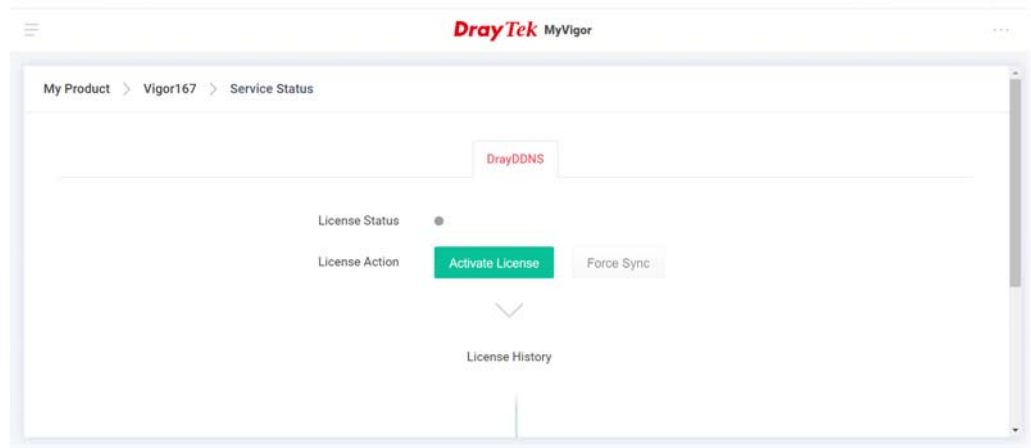 DrayTek MyVigor
My Product > Vigor167 > Service Status
DrayDDNS
License Status
License Action Activate License Force Sync
License History